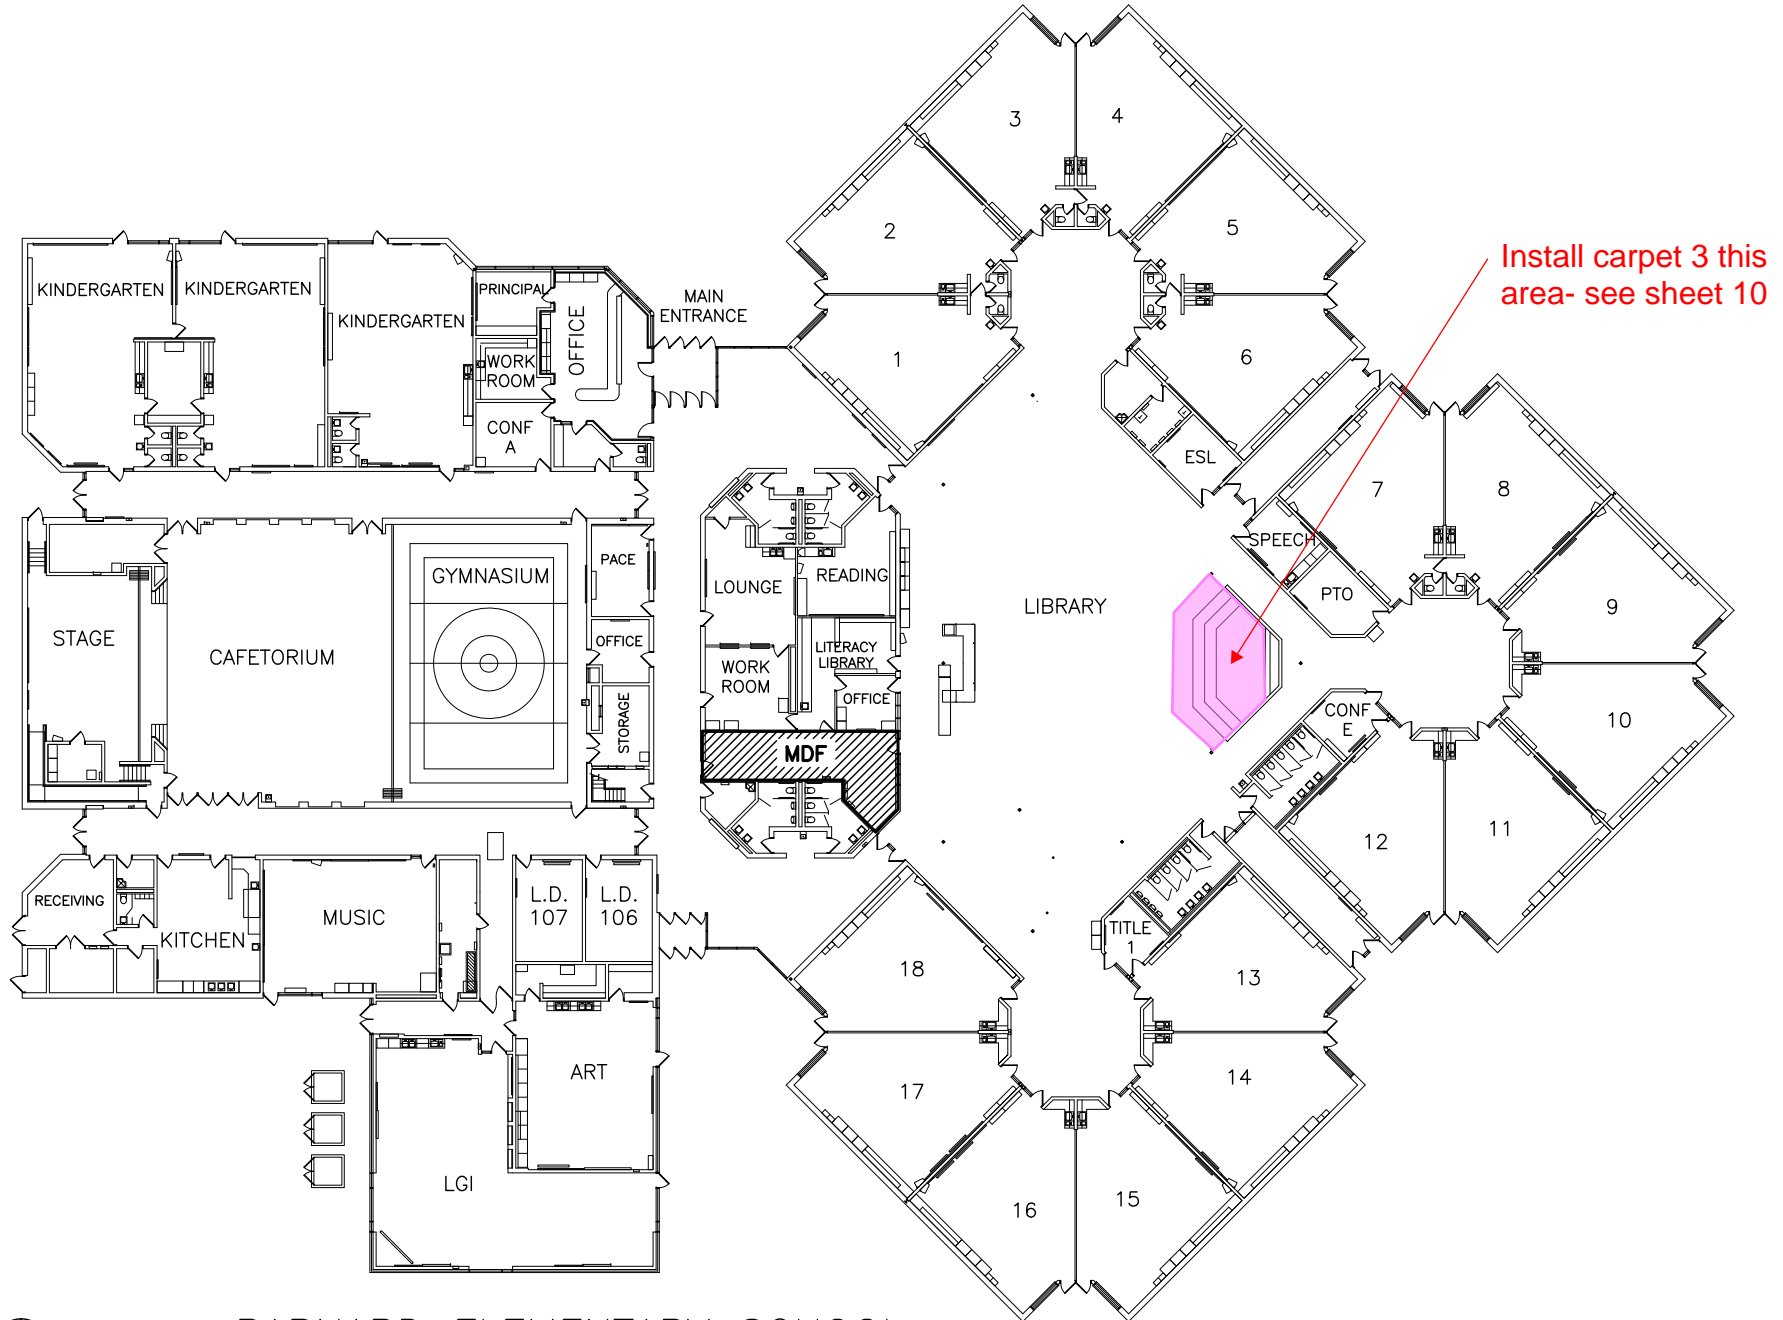 3
4
2
5
Install carpet 3 this
area- see sheet 10
KINDERGARTEN
KINDERGARTEN
KINDERGARTEN
PRINCIPAL
OFFICE
MAIN
ENTRANCE
WORK
ROOM
CONF
A
1
6
ESL
7
8
SPEECH
PTO
9
STAGE
CAFETORIUM
GYMNASIUM
PACE
OFFICE
STORAGE
LOUNGE
READING
LITERACY
LIBRARY
WORK
ROOM
OFFICE
MDF
LIBRARY
CONF
E
10
11
12
RECEIVING
KITCHEN
MUSIC
L.D.
107
L.D.
106
TITLE
1
18
13
ART
17
14
LGI
16
15